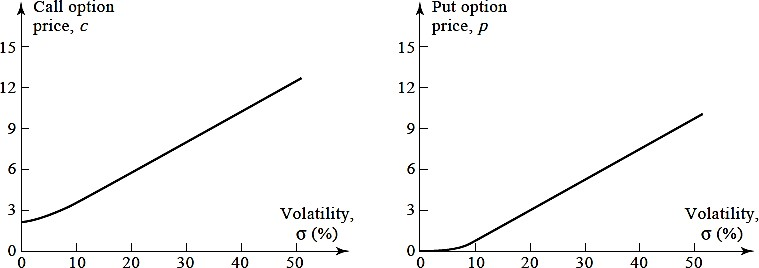 Call option
price, c
15
12
9
6
3
0
0 10 20 30 40 50
Volatility,
σ (%)
Put option
price, p
15
12
9
6
3
0
0 10 20 30 40 50
Volatility,
σ (%)